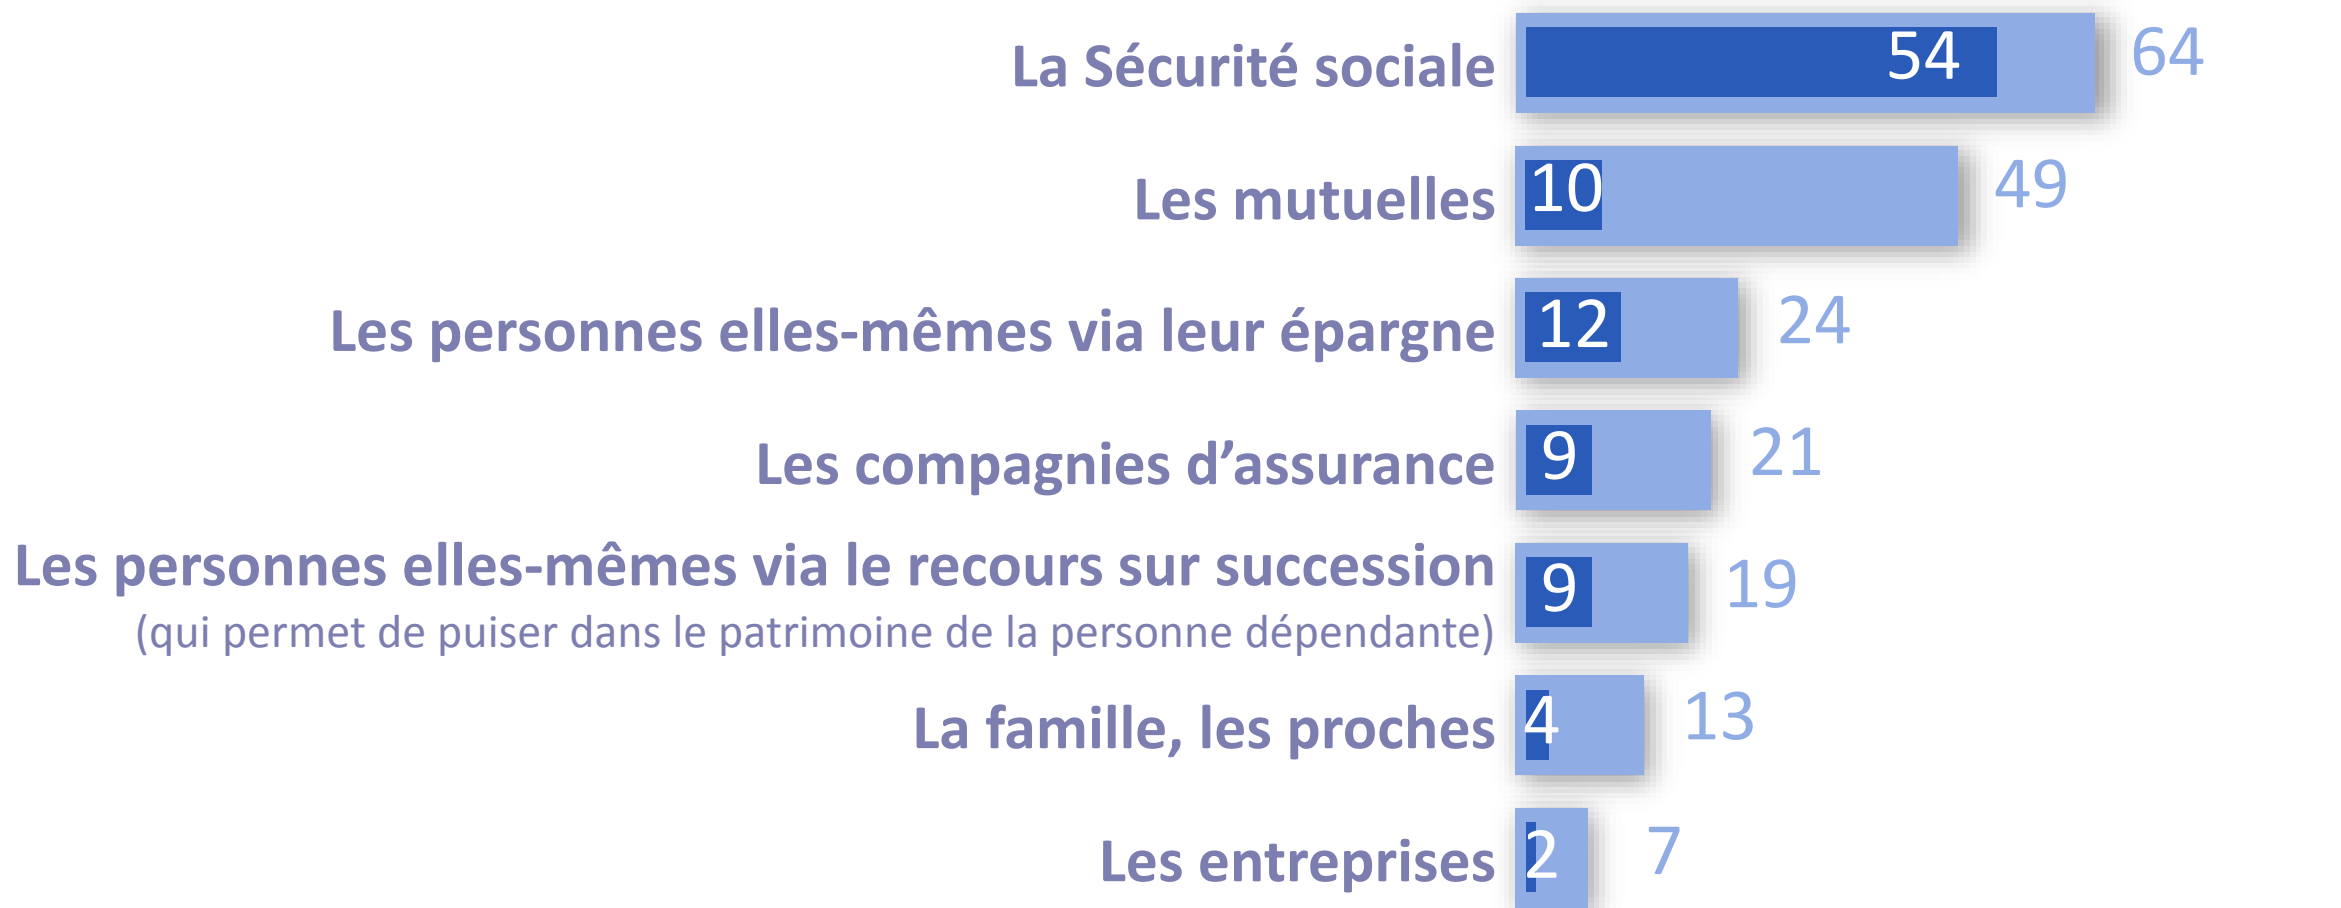 La Sécurité sociale 54 64
Les mutuelles 10 49
Les personnes elles-mêmes via leur épargne 12 24
Les compagnies d’assurance 9 21
Les personnes elles-mêmes via le recours sur succession 9 19
(qui permet de puiser dans le patrimoine de la personne dépendante)
La famille, les proches 4 13
Les entreprises 2 7